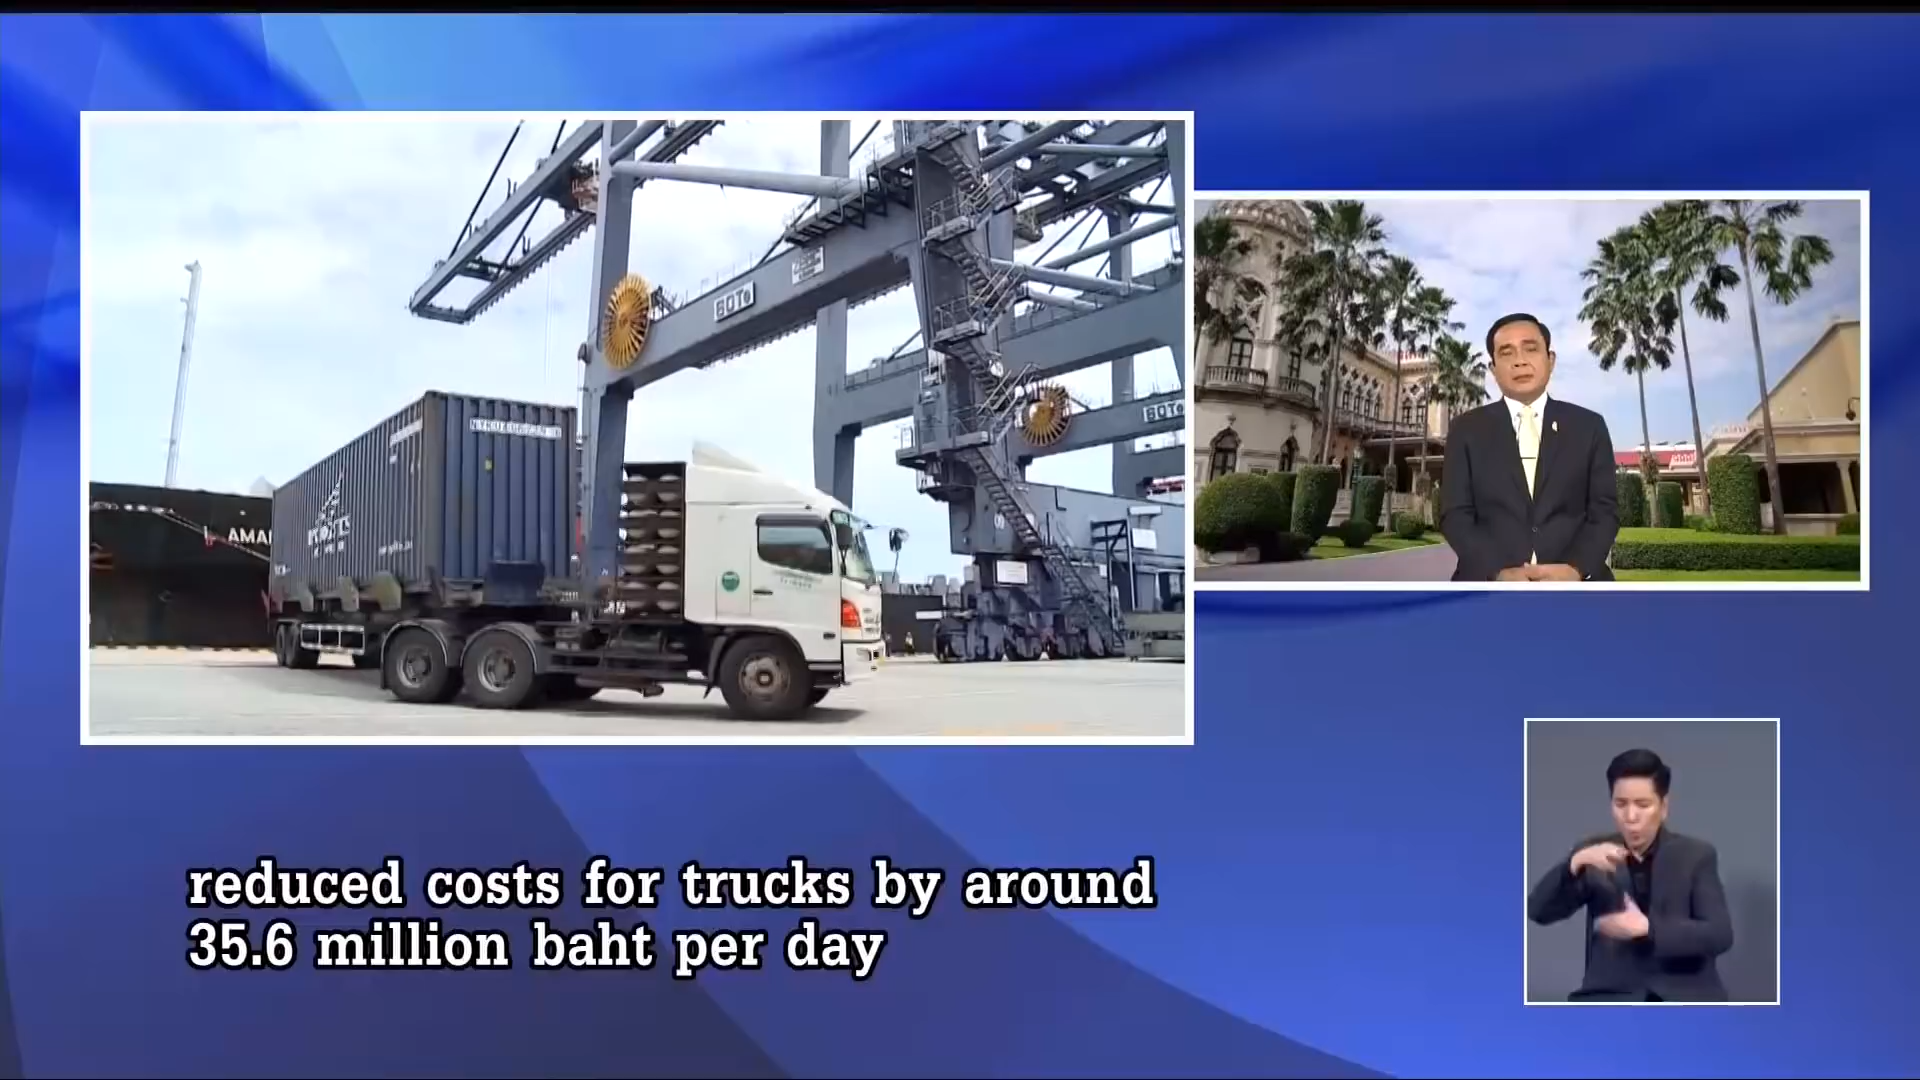 BOT
BOT
AMA
reduced costs for trucks by around
35.6 million baht per day